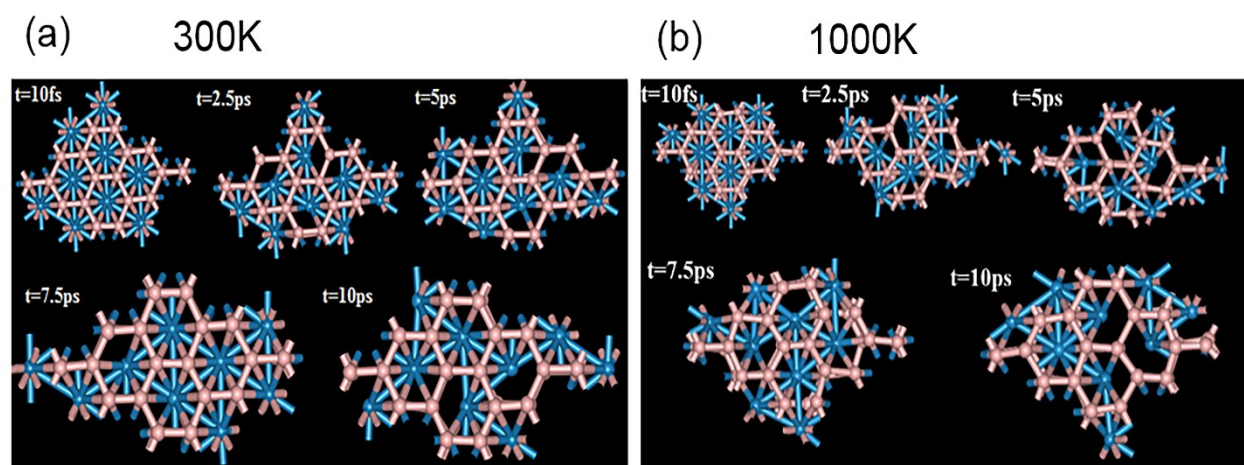 (a) 300K
(b) 1000K
t=10fs
t=2.5ps
t=5ps
t=7.5ps
t=10ps
t=10fs
t=2.5ps
t=5ps
t=7.5ps
t=10ps